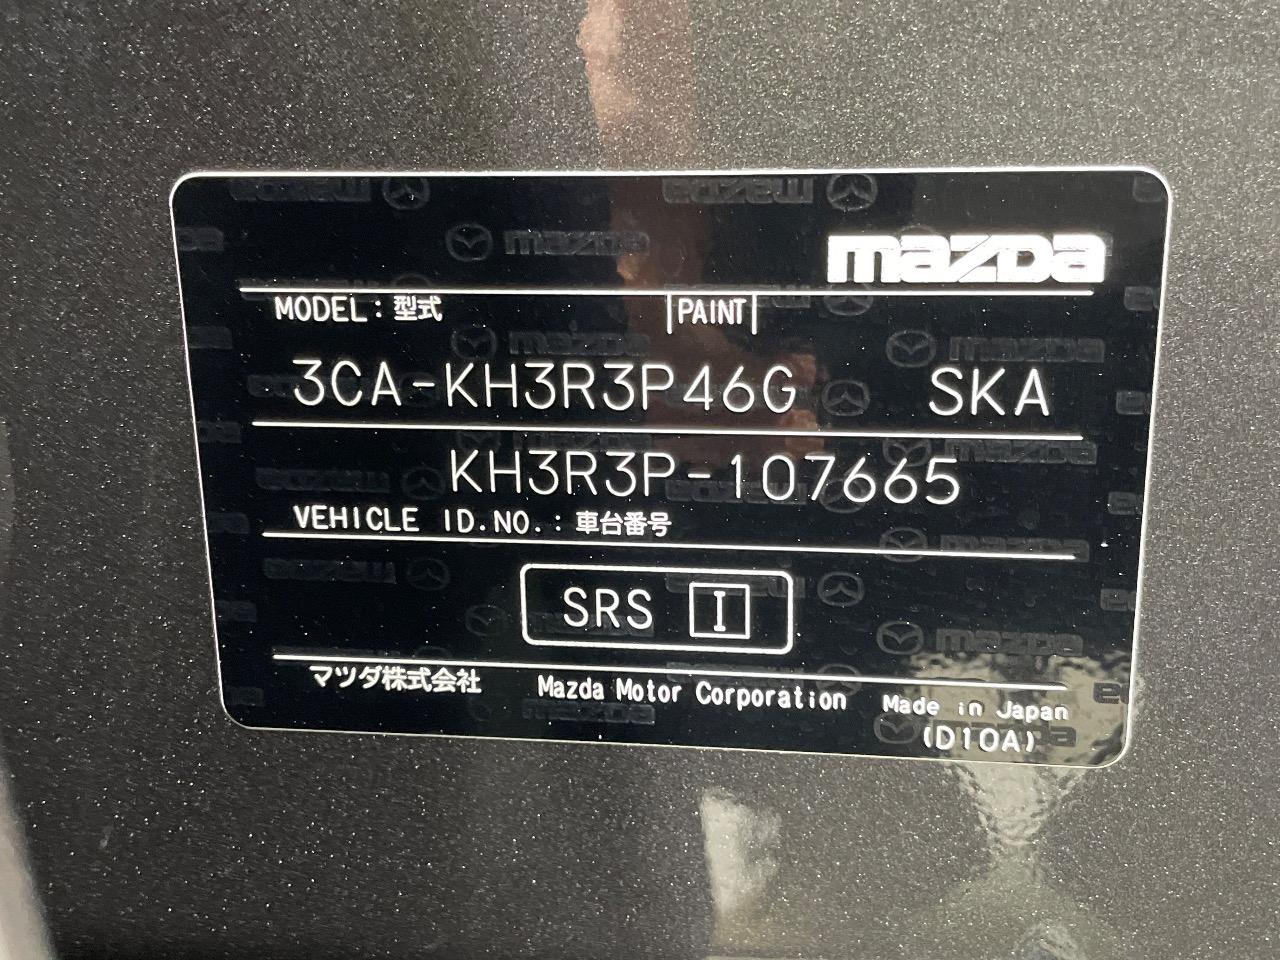 mazda
MODEL：型式 PAINT
3CA-KH3R3P46G SKA
KH3R3P-107665
VEHICLE ID.NO.：車台番号
SRS I
マツダ株式会社 Mazda Motor Corporation Made in Japan
(D10A)